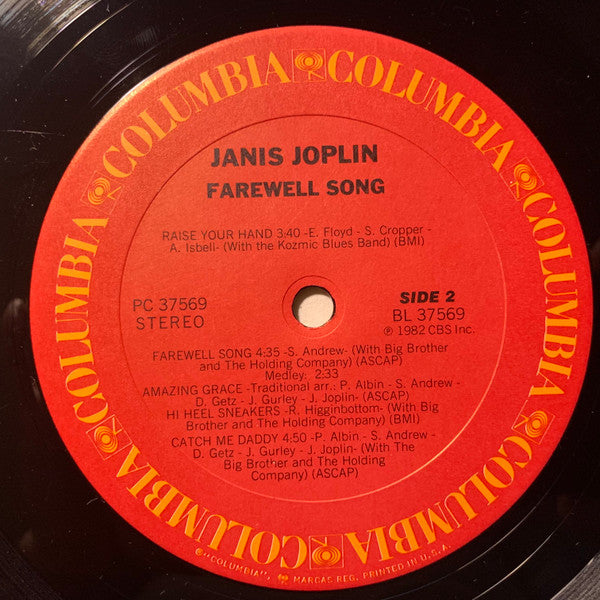 COLUMBIA COLUMBIA COLUMBIA COLUMBIA COLUMBIA COLUMBIA
JANIS JOPLIN
FAREWELL SONG
RAISE YOUR HAND 3:40 -E. Floyd - S. Cropper -
A. Isbell- (With the Kozmic Blues Band) (BMI)
PC 37569
STEREO
SIDE 2
BL 37569
℗ 1982 CBS Inc.
FAREWELL SONG 4:35 -S. Andrew- (With Big Brother
and The Holding Company) (ASCAP)
Medley: 2:33
AMAZING GRACE -Traditional arr.: P. Albin - S. Andrew -
D. Getz - J. Gurley - J. Joplin- (ASCAP)
HI HEEL SNEAKERS -R. Higginbottom- (With Big
Brother and The Holding Company) (BMI)
CATCH ME DADDY 4:50 -P. Albin - S. Andrew -
D. Getz - J. Gurley - J. Joplin- (With The
Big Brother and The Holding
Company) (ASCAP)
©"COLUMBIA", MARCAS REG. PRINTED IN U.S.A.